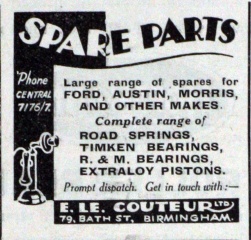 SPARE PARTS
'Phone
CENTRAL
7176/7.
Large range of spares for
FORD, AUSTIN, MORRIS,
AND OTHER MAKES.
Complete range of
ROAD SPRINGS,
TIMKEN BEARINGS,
R. & M. BEARINGS,
EXTRALOY PISTONS.
Prompt dispatch. Get in touch with:—
E. LE. COUTEUR LTD
79, BATH ST, BIRMINGHAM.